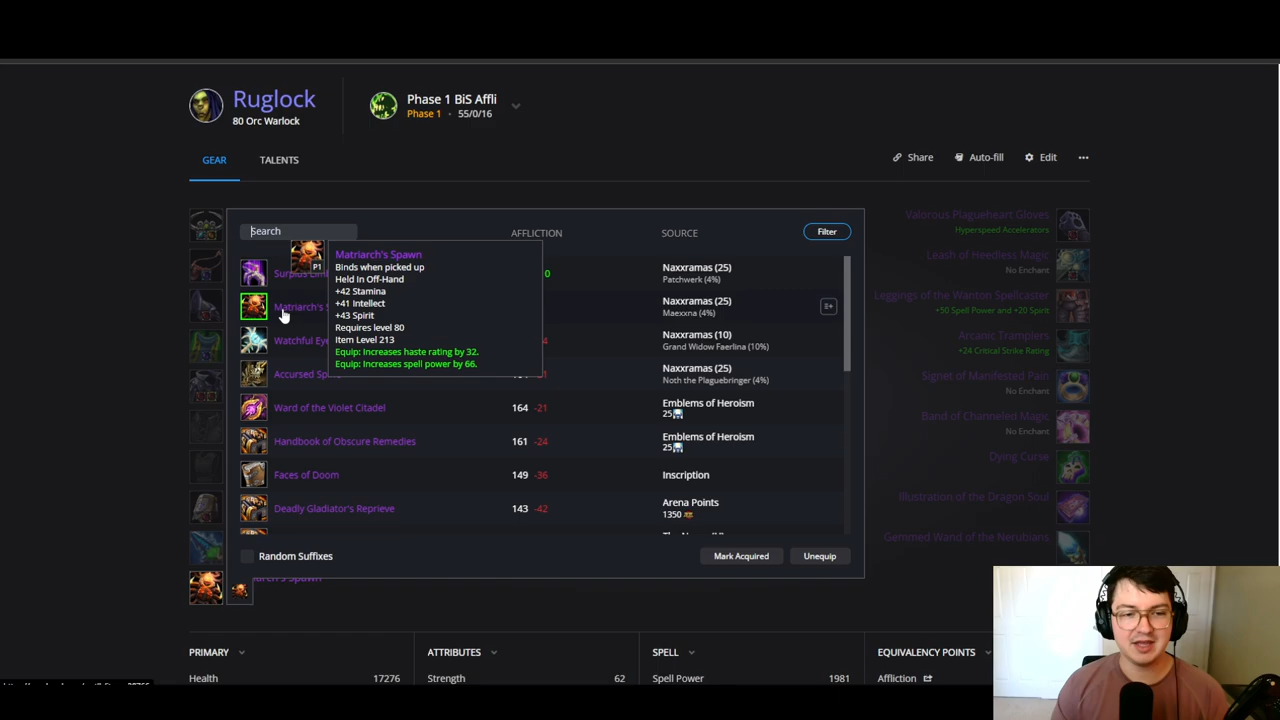 Ruglock
80 Orc Warlock
Phase 1 BiS Affli
Phase 1 · 55/0/16
GEAR
TALENTS
Share
Auto-fill
Edit
Search
AFFLICTION
SOURCE
Filter
P1
Matriarch's Spawn
Binds when picked up
Held In Off-Hand
+42 Stamina
+41 Intellect
+43 Spirit
Requires level 80
Item Level 213
Equip: Increases haste rating by 32.
Equip: Increases spell power by 66.
0
Naxxramas (25)
Patchwerk (4%)
Matriarch's
Naxxramas (25)
Maexxna (4%)
Watchful Eye
Naxxramas (10)
Grand Widow Faerlina (10%)
Accursed
Naxxramas (25)
Noth the Plaguebringer (4%)
Ward of the Violet Citadel
164 -21
Emblems of Heroism
25
Handbook of Obscure Remedies
161 -24
Emblems of Heroism
25
Faces of Doom
149 -36
Inscription
Deadly Gladiator's Reprieve
143 -42
Arena Points
1350
Random Suffixes
Mark Acquired
Unequip
Valorous Plagueheart Gloves
Hyperspeed Accelerators
Leash of Heedless Magic
No Enchant
Leggings of the Wanton Spellcaster
+50 Spell Power and +20 Spirit
Arcanic Tramplers
+24 Critical Strike Rating
Signet of Manifested Pain
No Enchant
Band of Channeled Magic
No Enchant
Dying Curse
Illustration of the Dragon Soul
Gemmed Wand of the Nerubians
PRIMARY
Health
17276
ATTRIBUTES
Strength
62
SPELL
Spell Power
1981
EQUIVALENCY POINTS
Affliction